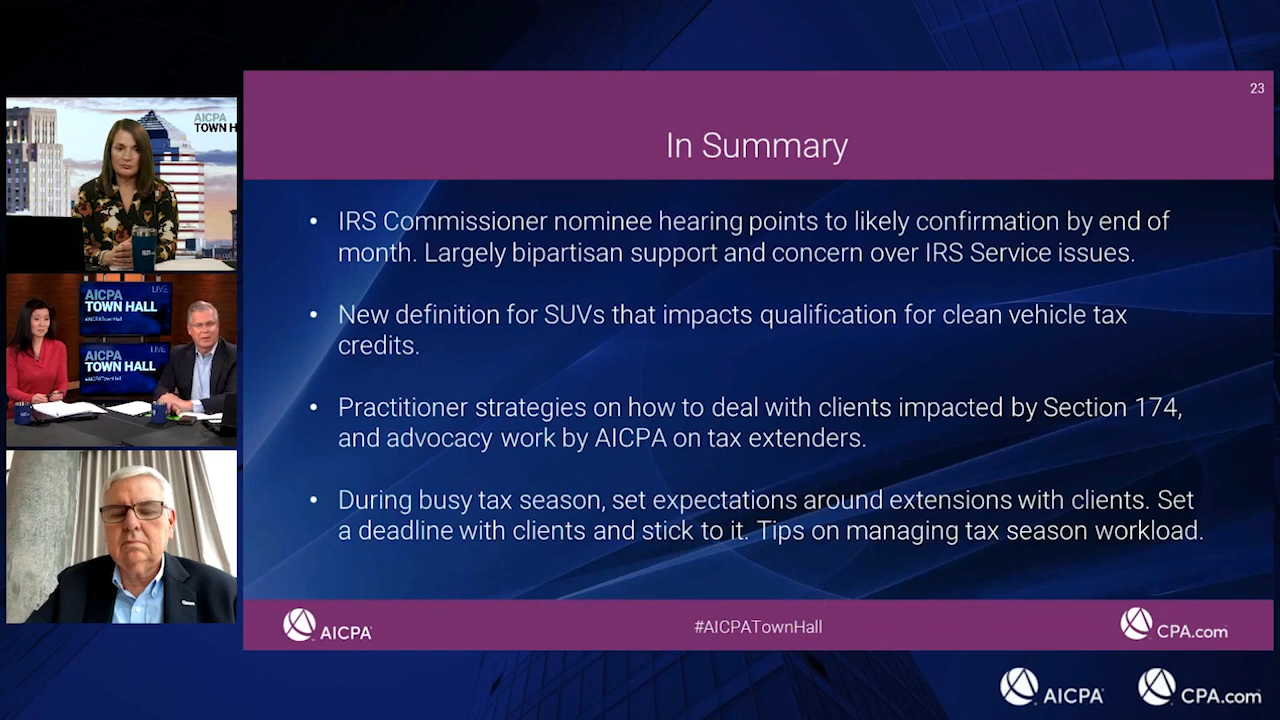 AICPA
TOWN H
LIVE
AICPA
TOWN HALL
#AICPATownHall
LIVE
AICPA
TOWN HALL
#AICPATownHall
23
In Summary
• IRS Commissioner nominee hearing points to likely confirmation by end of
month. Largely bipartisan support and concern over IRS Service issues.
• New definition for SUVs that impacts qualification for clean vehicle tax
credits.
• Practitioner strategies on how to deal with clients impacted by Section 174,
and advocacy work by AICPA on tax extenders.
• During busy tax season, set expectations around extensions with clients. Set
a deadline with clients and stick to it. Tips on managing tax season workload.
AICPA
#AICPATownHall
CPA.com
AICPA
CPA.com